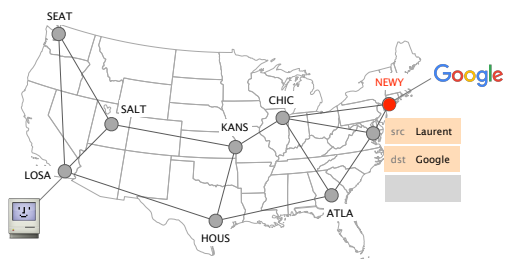 SEAT
Google
NEWY
CHIC
SALT
KANS
src Laurent
dst Google
LOSA
ATLA
HOUS